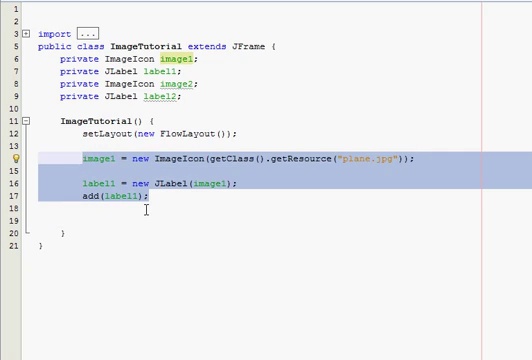 1
2
3 import ...
5 public class ImageTutorial extends JFrame {
6 private ImageIcon image1;
7 private JLabel label1;
8 private ImageIcon image2;
9 private JLabel label2;
10
11 ImageTutorial() {
12 setLayout(new FlowLayout());
13
image1 = new ImageIcon(getClass().getResource("plane.jpg"));
15
16 label1 = new JLabel(image1);
17 add(label1);
18
19
20 }
21 }